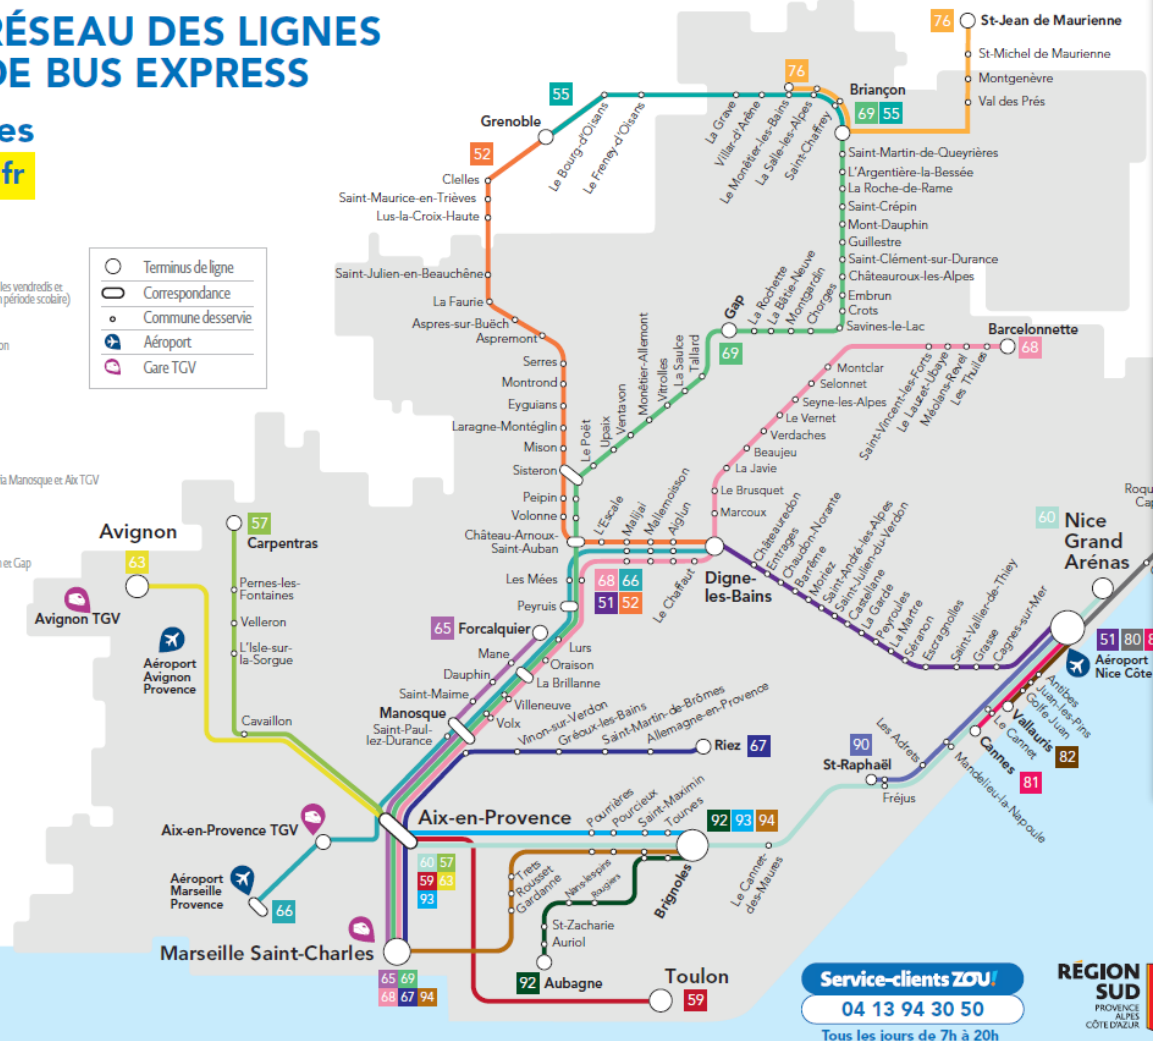 RÉSEAU DES LIGNES
DE BUS EXPRESS
es
fr
les vendredis et
n période scolaire)
on
ia Manosque et Aix TGV
n et Gap
Terminus de ligne
Correspondance
Commune desservie
Aéroport
Gare TGV
76
St-Jean de Maurienne
St-Michel de Maurienne
Montgenèvre
Val des Prés
76
Briançon
69 55
55
Grenoble
52
Le Bourg-d'Oisans
Le Freney-d'Oisans
La Grave
Villar-d'Arêne
Le Monêtier-les-Bains
La Salle-les-Alpes
Saint-Chaffrey
Clelles
Saint-Maurice-en-Trièves
Lus-la-Croix-Haute
Saint-Julien-en-Beauchêne
La Faurie
Aspres-sur-Buëch
Aspremont
Serres
Montrond
Eyguians
Laragne-Montéglin
Mison
Sisteron
Peipin
Volonne
Château-Arnoux-
Saint-Auban
Les Mées
Peyruis
Saint-Martin-de-Queyrières
L'Argentière-la-Bessée
La Roche-de-Rame
Saint-Crépin
Mont-Dauphin
Guillestre
Saint-Clément-sur-Durance
Châteauroux-les-Alpes
Embrun
Crots
Savines-le-Lac
Chorges
Montgardin
La Bâtie-Neuve
La Rochette
Gap
69
Tallard
La Saulce
Vitrolles
Monêtier-Allemont
Ventavon
Upaix
Le Poët
Barcelonnette
68
Les Thuiles
Méolans-Revel
Le Lauzet-Ubaye
Saint-Vincent-les-Forts
Montclar
Selonnet
Seyne-les-Alpes
Le Vernet
Verdaches
Beaujeu
La Javie
Le Brusquet
Marcoux
L'Escale
Malijai
Mallemoisson
Aiglun
Le Chaffaut
68 66
51 52
Digne-
les-Bains
Châteauredon
Entrages
Chaudon-Norante
Barrême
Moriez
Saint-André-les-Alpes
Saint-Julien-du-Verdon
Castellane
La Garde
Peyroules
La Martre
Séranon
Escragnolles
Saint-Vallier-de-Thiey
Grasse
Cagnes-sur-Mer
Roqu
Cap
60
Nice
Grand
Arénas
51 80 8
Aéroport
Nice Côte
Avignon
63
Avignon TGV
Aéroport
Avignon
Provence
57
Carpentras
Pernes-les-
Fontaines
Velleron
L'Isle-sur-
la-Sorgue
Cavaillon
65
Forcalquier
Mane
Dauphin
Saint-Maime
Manosque
Saint-Paul-
lez-Durance
Lurs
Oraison
La Brillanne
Villeneuve
Volx
Vinon-sur-Verdon
Gréoux-les-Bains
Saint-Martin-de-Brômes
Allemagne-en-Provence
Riez
67
90
St-Raphaël
Fréjus
Les Adrets
Mandelieu-la-Napoule
Cannes
81
Le Cannet
Vallauris
82
Golfe Juan
Juan-les-Pins
Antibes
Aix-en-Provence TGV
Aix-en-Provence
60 57
59 63
93
Pourrières
Pourcieux
Saint-Maximin
Tourves
92 93 94
Brignoles
Le Cannet-
des-Maures
Aéroport
Marseille
Provence
66
Marseille Saint-Charles
65 69
68 67 94
Trets
Rousset
Gardanne
Nans-les-pins
Rougiers
St-Zacharie
Auriol
92
Aubagne
Toulon
59
Service-clients ZOU!
04 13 94 30 50
Tous les jours de 7h à 20h
RÉGION
SUD
PROVENCE
ALPES
CÔTE D'AZUR